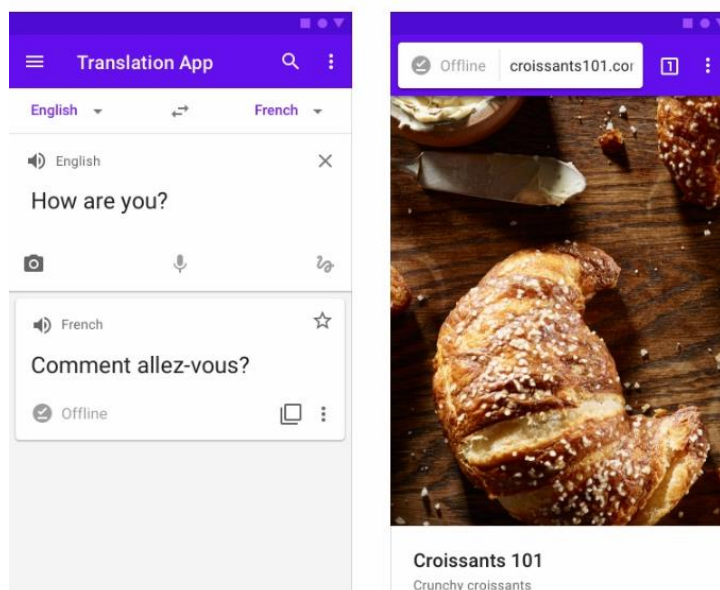 Translation App
English
French
English
How are you?
French
Comment allez-vous?
Offline
Offline
croissants101.cor
1
Croissants 101
Crunchy croissants